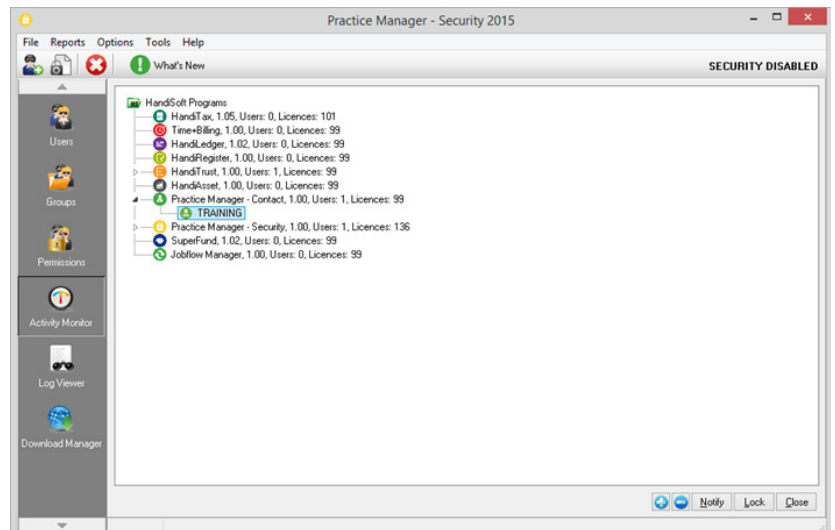 Practice Manager - Security 2015
File Reports Options Tools Help
What's New
SECURITY DISABLED
Users
Groups
Permissions
Activity Monitor
Log Viewer
Download Manager
HandiSoft Programs
HandiTax, 1.05, Users: 0, Licences: 101
Time+Billing, 1.00, Users: 0, Licences: 99
HandiLedger, 1.02, Users: 0, Licences: 99
HandiRegister, 1.00, Users: 0, Licences: 99
HandiTrust, 1.00, Users: 1, Licences: 99
HandiAsset, 1.00, Users: 0, Licences: 99
Practice Manager - Contact, 1.00, Users: 1, Licences: 99
TRAINING
Practice Manager - Security, 1.00, Users: 1, Licences: 136
SuperFund, 1.02, Users: 0, Licences: 99
Jobflow Manager, 1.00, Users: 0, Licences: 99
Notify Lock Close